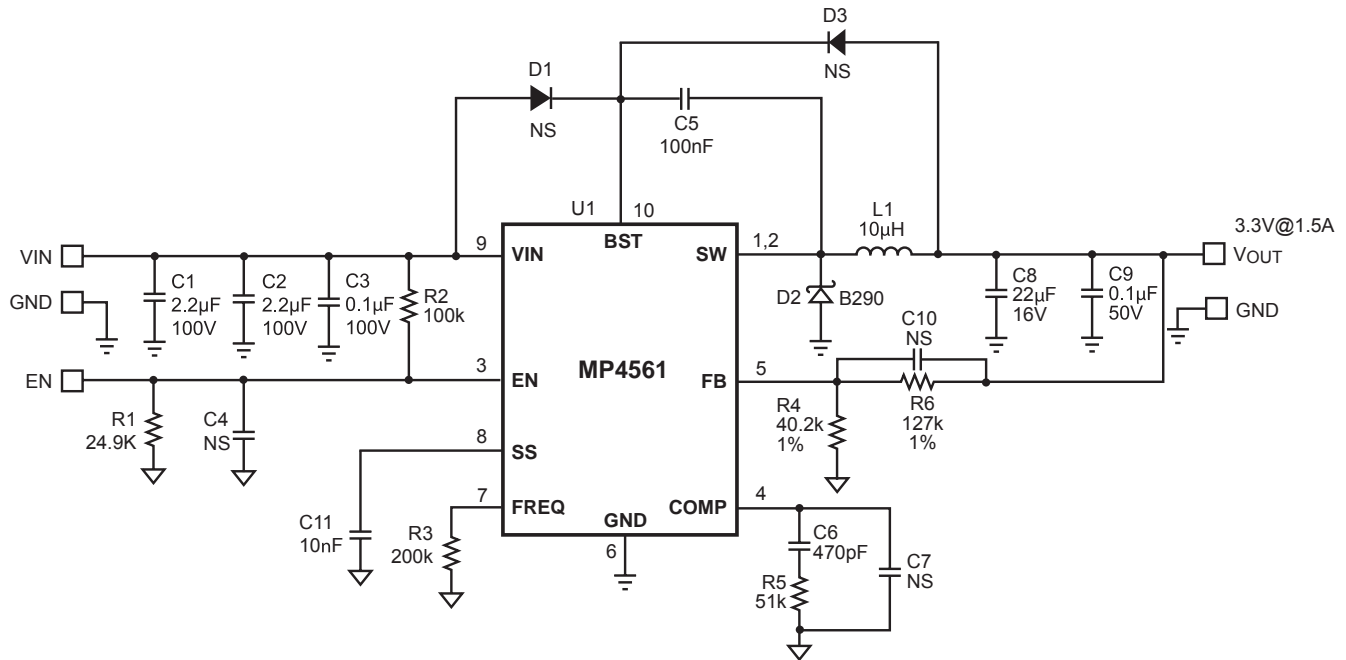 D3
NS
D1
NS
C5
100nF
U1
10
BST
L1
10µH
3.3V@1.5A
VIN
9
VIN
SW
1,2
VOUT
GND
C1
2.2µF
100V
C2
2.2µF
100V
C3
0.1µF
100V
R2
100k
D2
B290
C8
22µF
16V
C9
0.1µF
50V
GND
C10
NS
EN
3
EN
MP4561
FB
5
R1
24.9K
C4
NS
R4
40.2k
1%
R6
127k
1%
8
SS
7
FREQ
GND
6
COMP
4
C11
10nF
R3
200k
C6
470pF
R5
51k
C7
NS